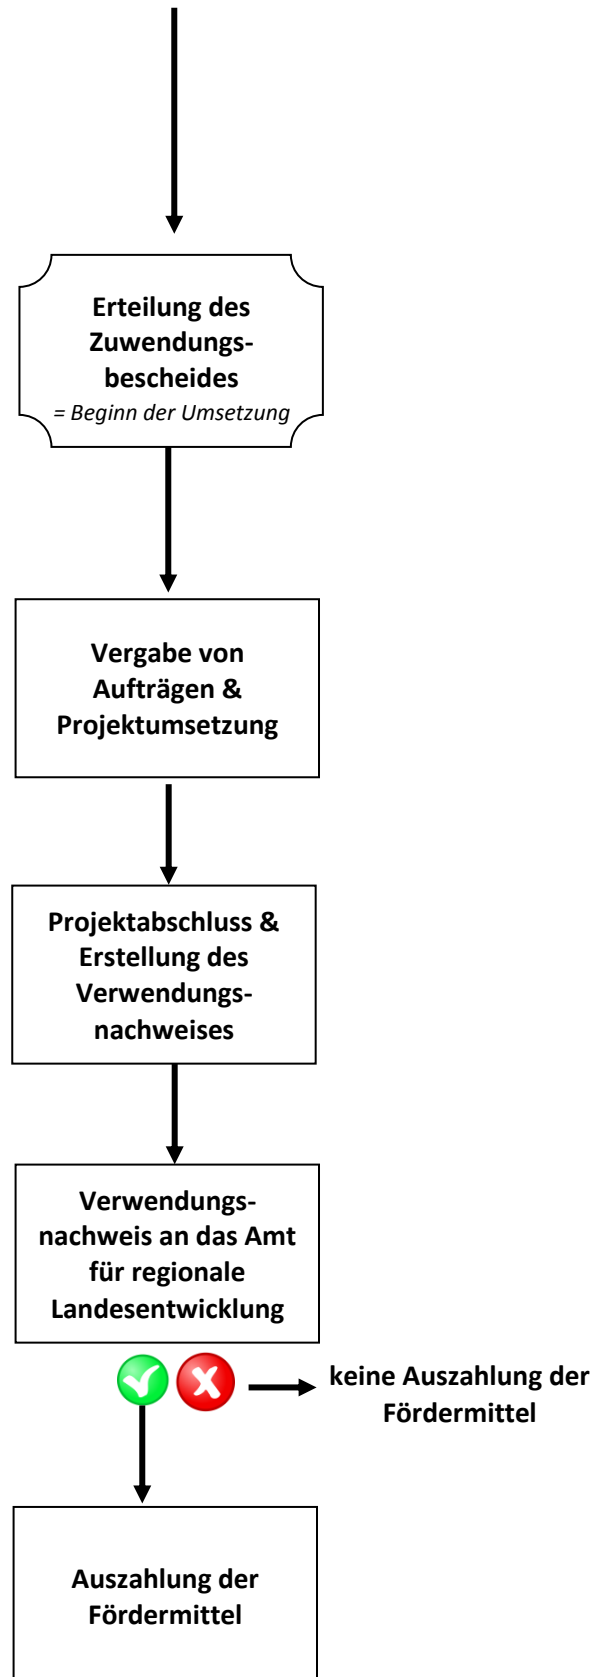 Erteilung des
Zuwendungs-
bescheides
= Beginn der Umsetzung
Vergabe von
Aufträgen &
Projektumsetzung
Projektabschluss &
Erstellung des
Verwendungs-
nachweises
Verwendungs-
nachweis an das Amt
für regionale
Landesentwicklung
keine Auszahlung der
Fördermittel
Auszahlung der
Fördermittel